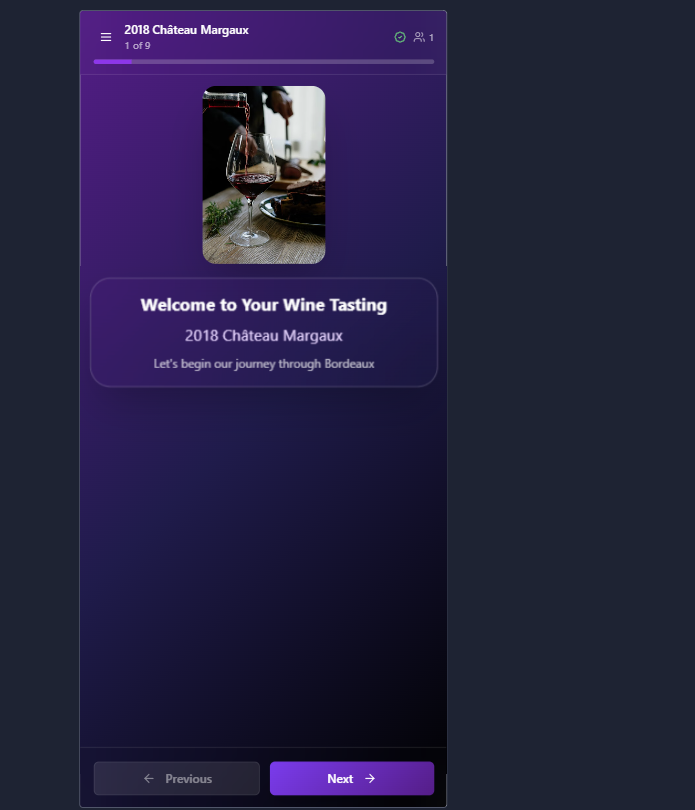 2018 Château Margaux
1 of 9
1
Welcome to Your Wine Tasting
2018 Château Margaux
Let's begin our journey through Bordeaux
Previous
Next